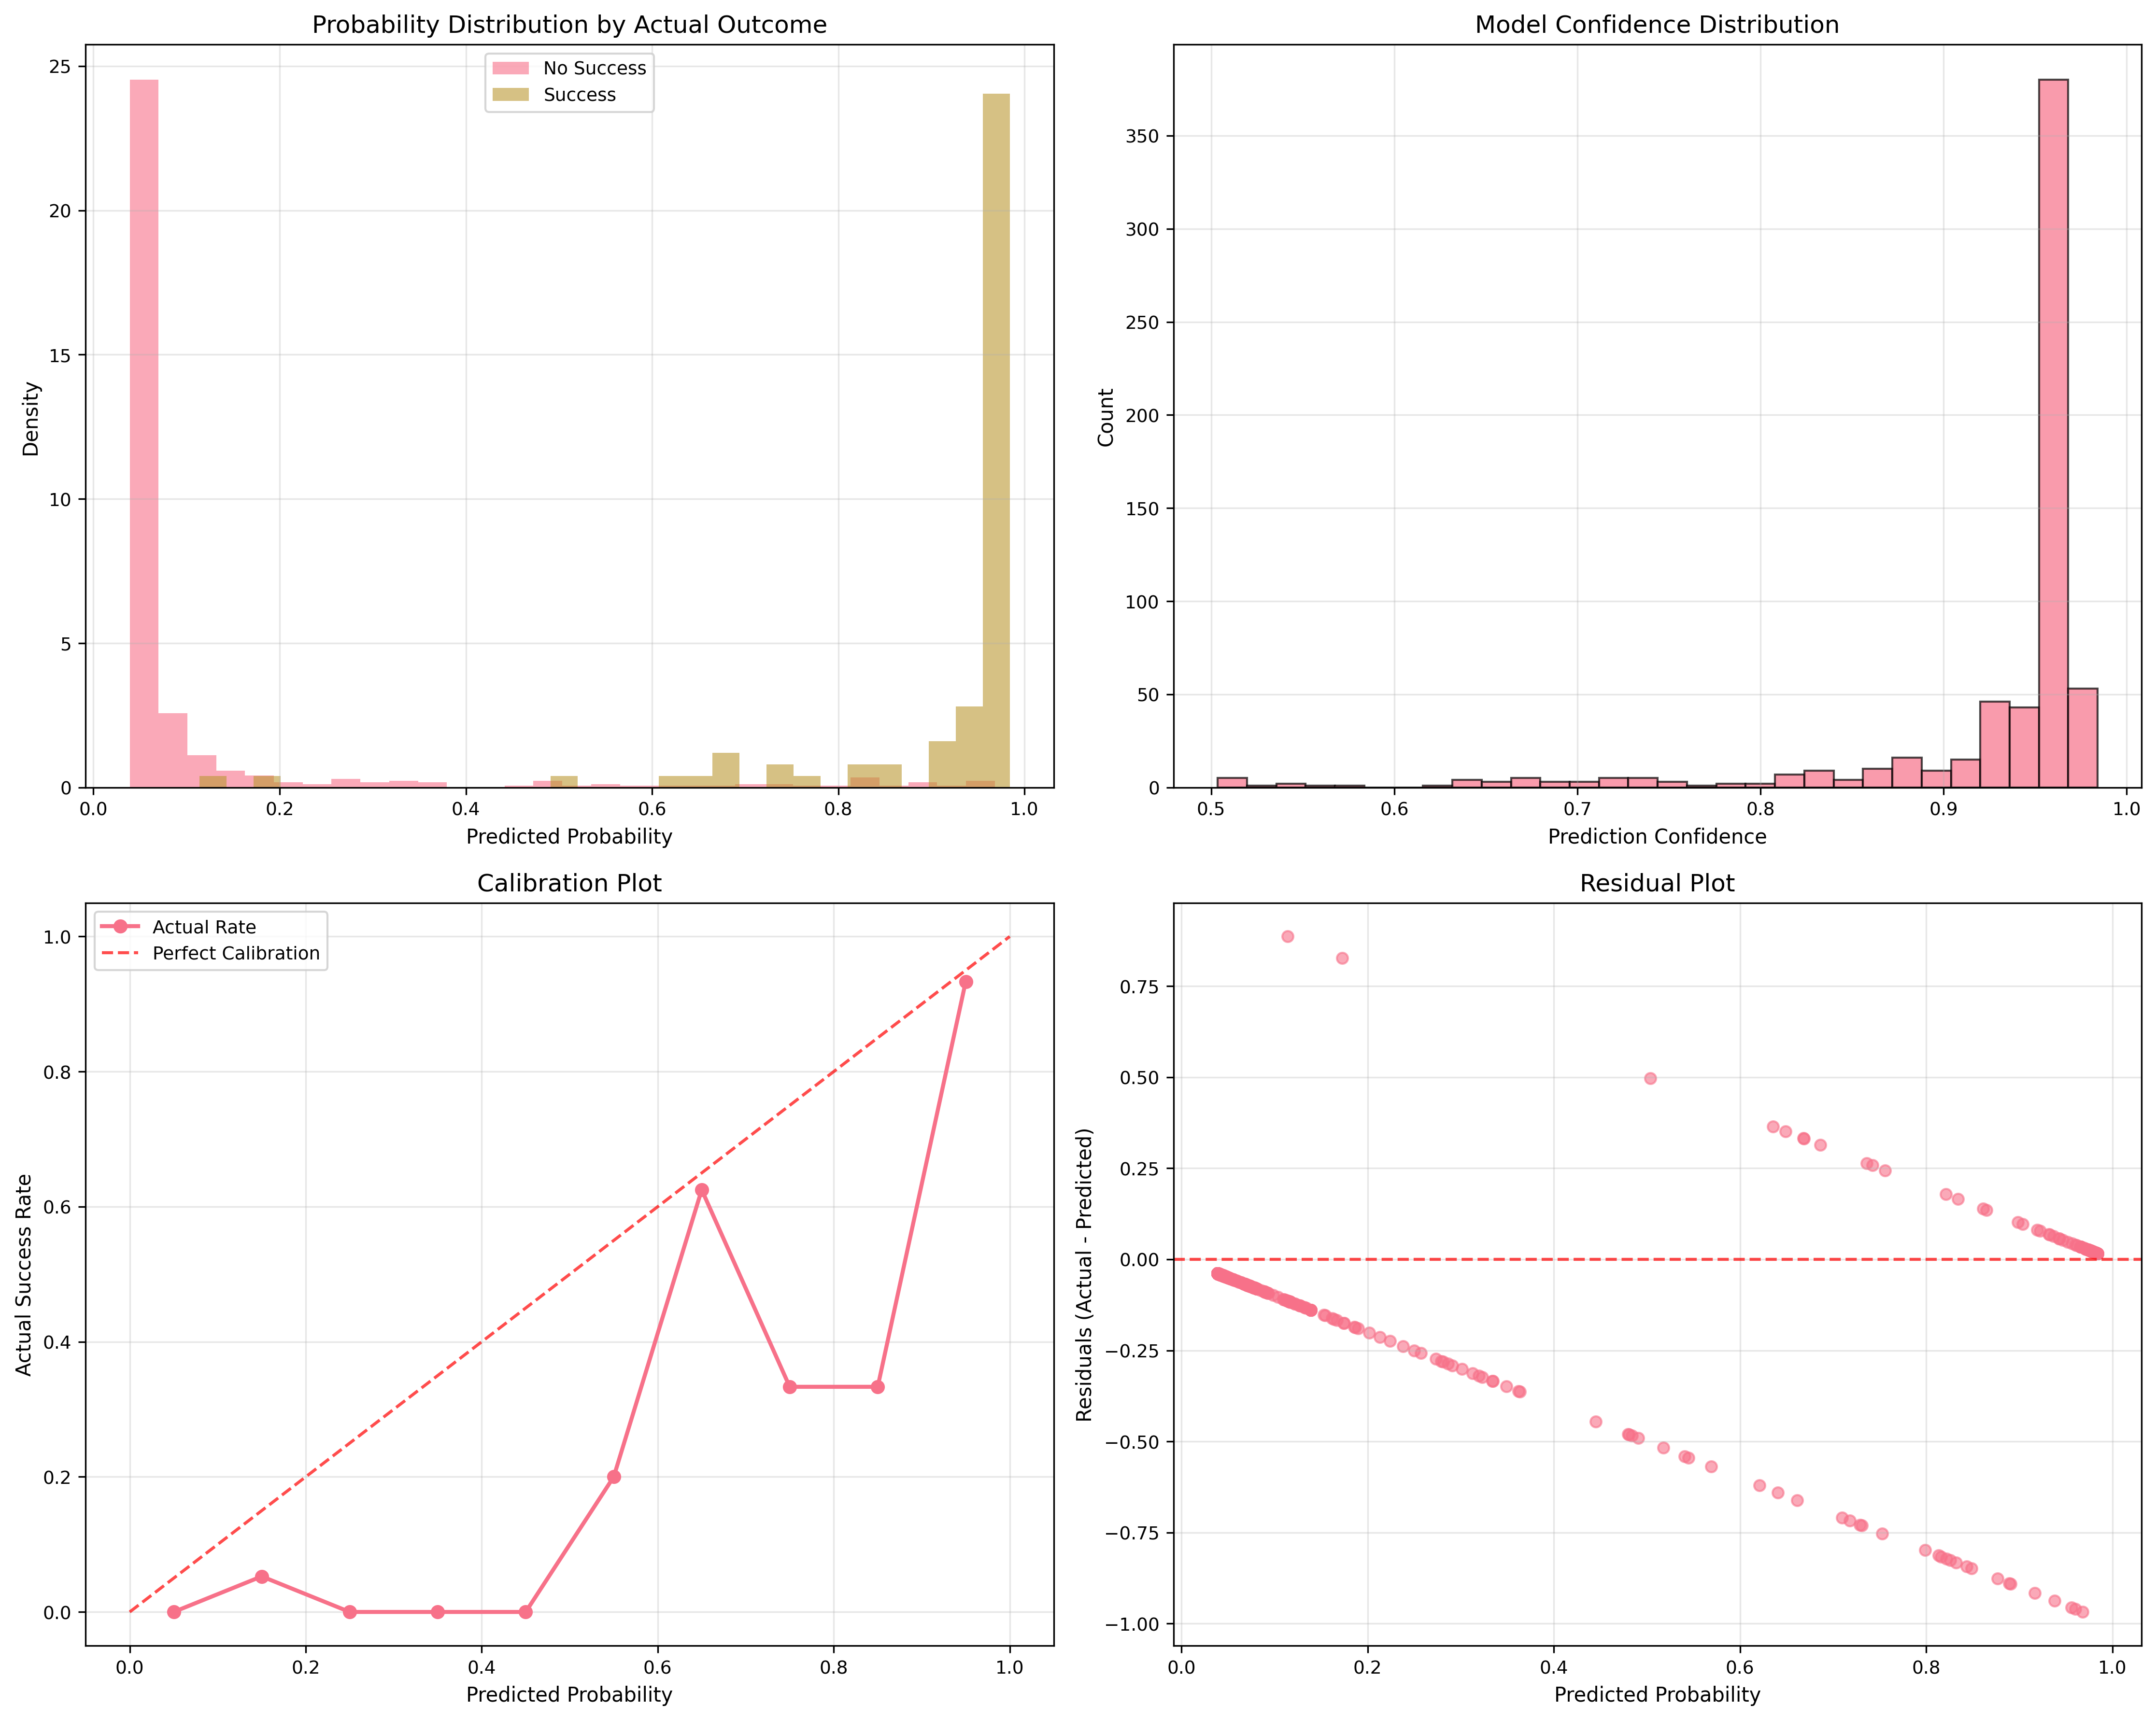 Probability Distribution by Actual Outcome
No Success
Success
Density
25
20
15
10
5
0
0.0 0.2 0.4 0.6 0.8 1.0
Predicted Probability
Model Confidence Distribution
Count
350
300
250
200
150
100
50
0
0.5 0.6 0.7 0.8 0.9 1.0
Prediction Confidence
Calibration Plot
Actual Rate
Perfect Calibration
Actual Success Rate
1.0
0.8
0.6
0.4
0.2
0.0
0.0 0.2 0.4 0.6 0.8 1.0
Predicted Probability
Residual Plot
Residuals (Actual - Predicted)
0.75
0.50
0.25
0.00
−0.25
−0.50
−0.75
−1.00
0.0 0.2 0.4 0.6 0.8 1.0
Predicted Probability